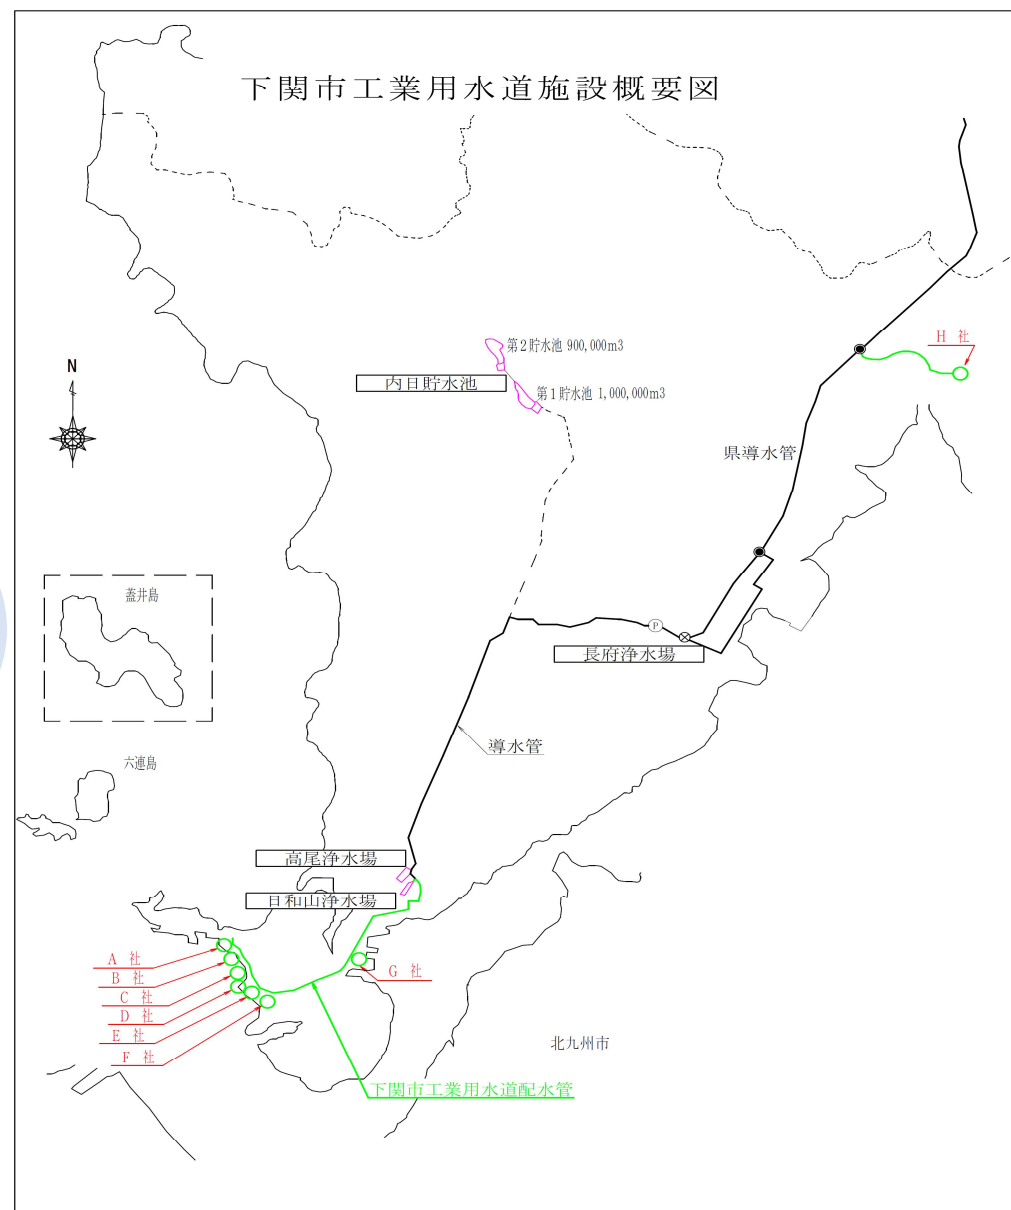 下関市工業用水道施設概要図
H 社
第2貯水池 900,000m3
内日貯水池
第1貯水池 1,000,000m3
N
県導水管
蓋井島
P
長府浄水場
導水管
六連島
高尾浄水場
日和山浄水場
A 社
B 社
C 社
D 社
E 社
F 社
G 社
北九州市
下関市工業用水道配水管